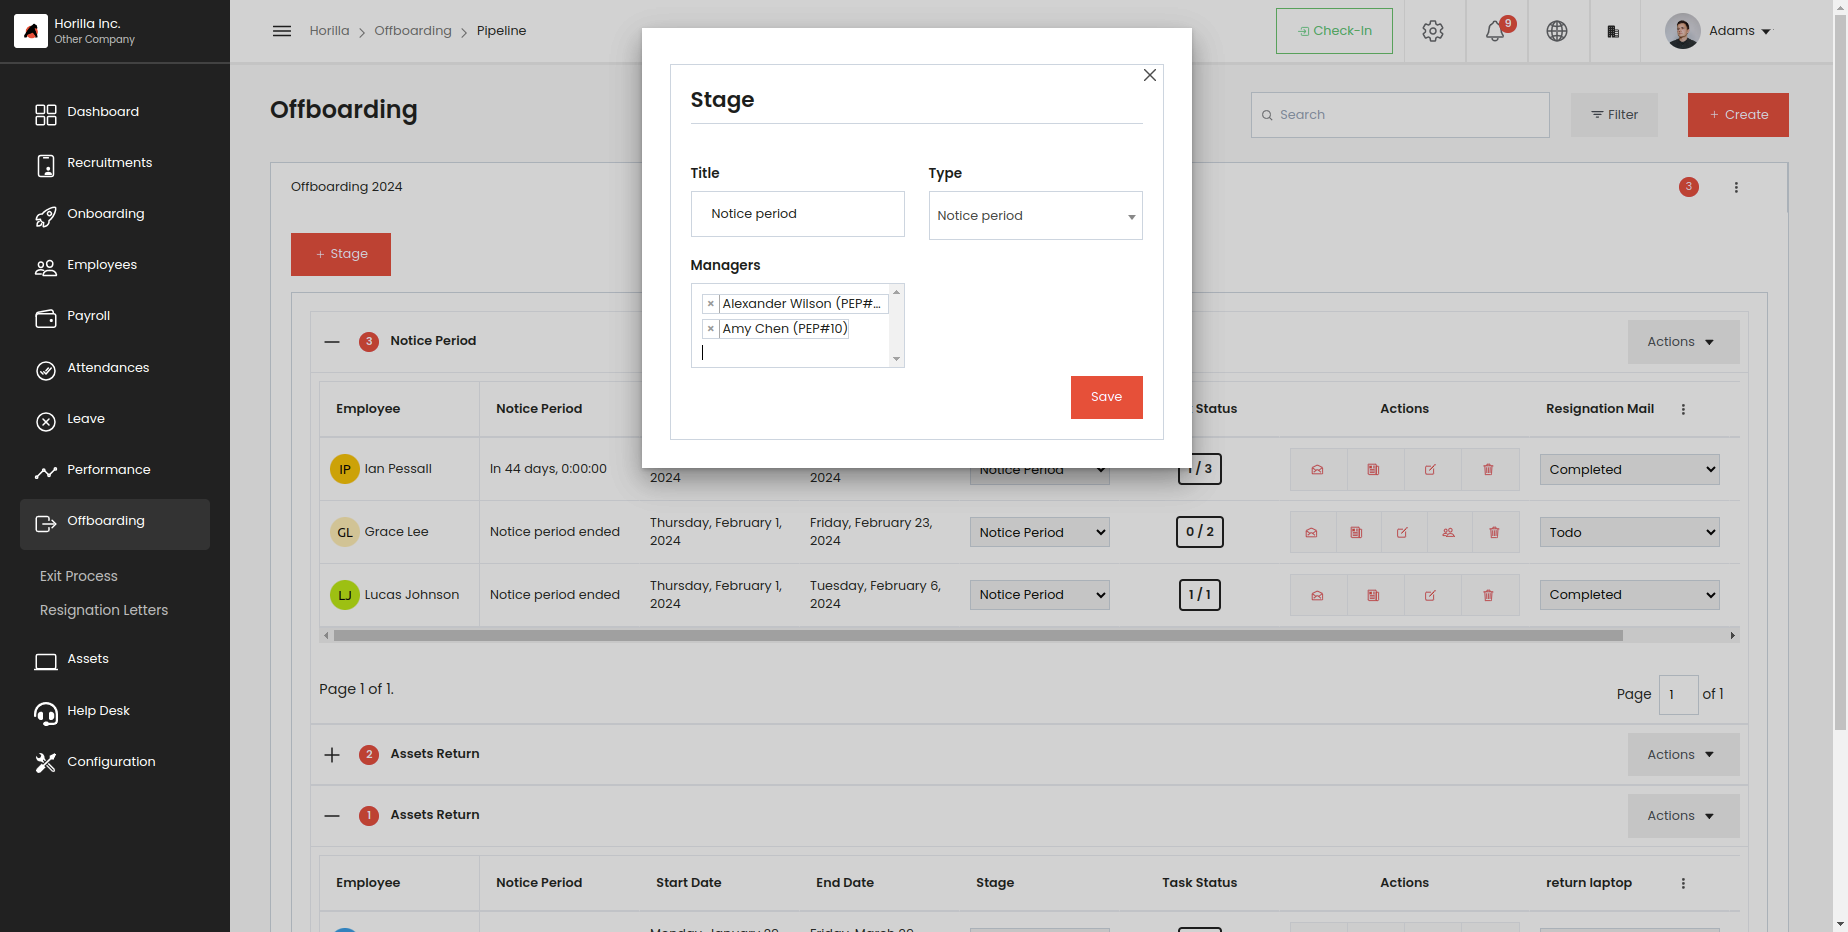 Horilla Inc.
Other Company
Horilla > Offboarding > Pipeline
Check-In
9
Adams
Dashboard
Recruitments
Onboarding
Employees
Payroll
Attendances
Leave
Performance
Offboarding
Exit Process
Resignation Letters
Assets
Help Desk
Configuration
Offboarding
Search
Filter
+ Create
Offboarding 2024
3
+ Stage
Stage
Title
Type
Notice period
Notice period
Managers
× Alexander Wilson (PEP#...
× Amy Chen (PEP#10)
Save
3 Notice Period
Actions
Employee Notice Period Status Actions Resignation Mail
IP Ian Pessall In 44 days, 0:00:00 2024 2024 Notice Period 1 / 3 Completed
GL Grace Lee Notice period ended Thursday, February 1, 2024 Friday, February 23, 2024 Notice Period 0 / 2 Todo
LJ Lucas Johnson Notice period ended Thursday, February 1, 2024 Tuesday, February 6, 2024 Notice Period 1 / 1 Completed
Page 1 of 1.
Page 1 of 1
2 Assets Return
Actions
1 Assets Return
Actions
Employee Notice Period Start Date End Date Stage Task Status Actions return laptop